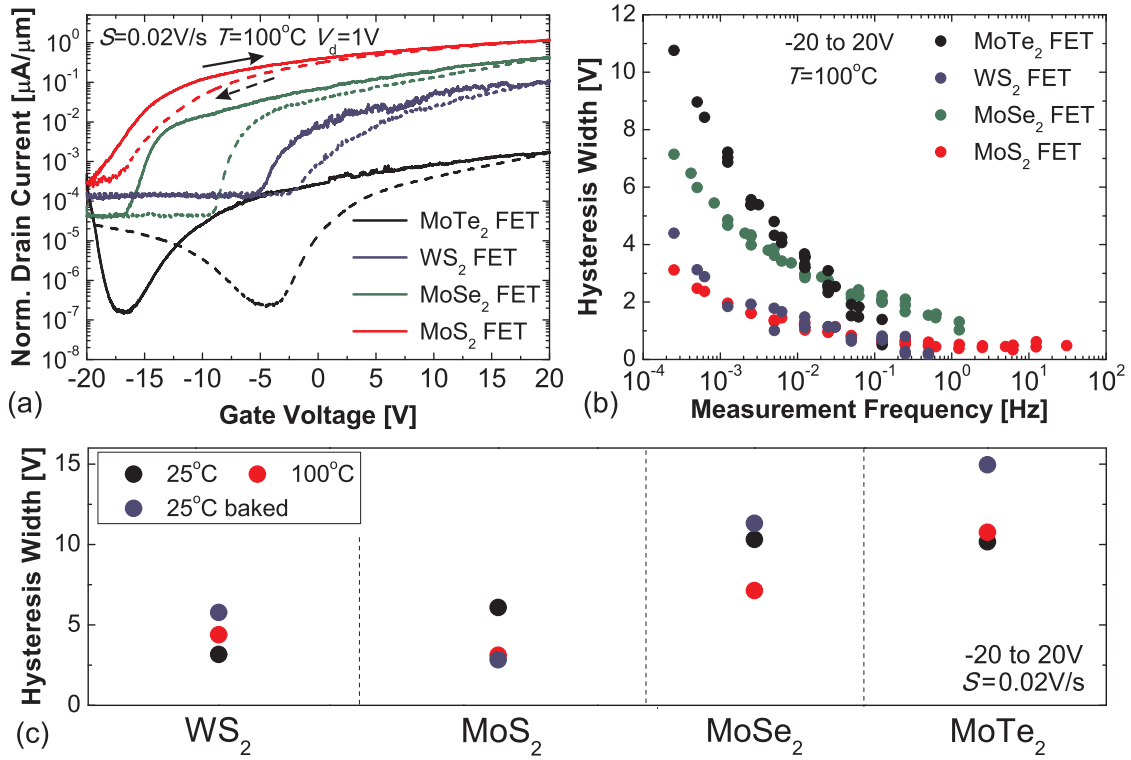 S=0.02V/s T=100°C V_d=1V
10^0
10^-1
10^-2
10^-3
10^-4
10^-5
10^-6
10^-7
10^-8
Norm. Drain Current [µA/µm]
MoTe₂ FET
WS₂ FET
MoSe₂ FET
MoS₂ FET
-20 -15 -10 -5 0 5 10 15 20
Gate Voltage [V]
(a)
12
10
8
6
4
2
0
Hysteresis Width [V]
-20 to 20V
T=100°C
MoTe₂ FET
WS₂ FET
MoSe₂ FET
MoS₂ FET
10^-4 10^-3 10^-2 10^-1 10^0 10^1 10^2
Measurement Frequency [Hz]
(b)
15
10
5
0
Hysteresis Width [V]
25°C 100°C
25°C baked
-20 to 20V
S=0.02V/s
WS₂ MoS₂ MoSe₂ MoTe₂
(c)